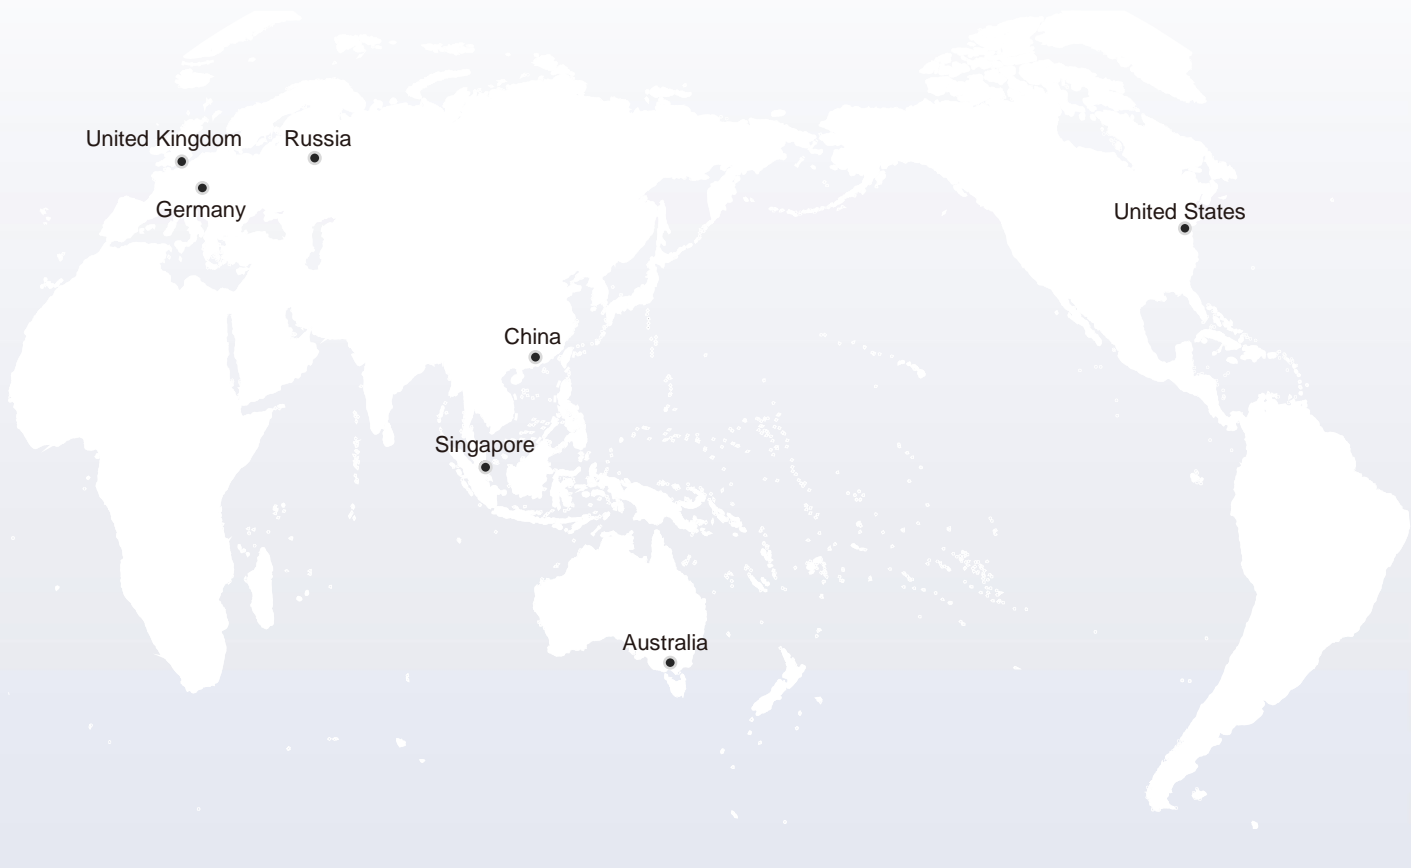 United Kingdom
Russia
Germany
United States
China
Singapore
Australia